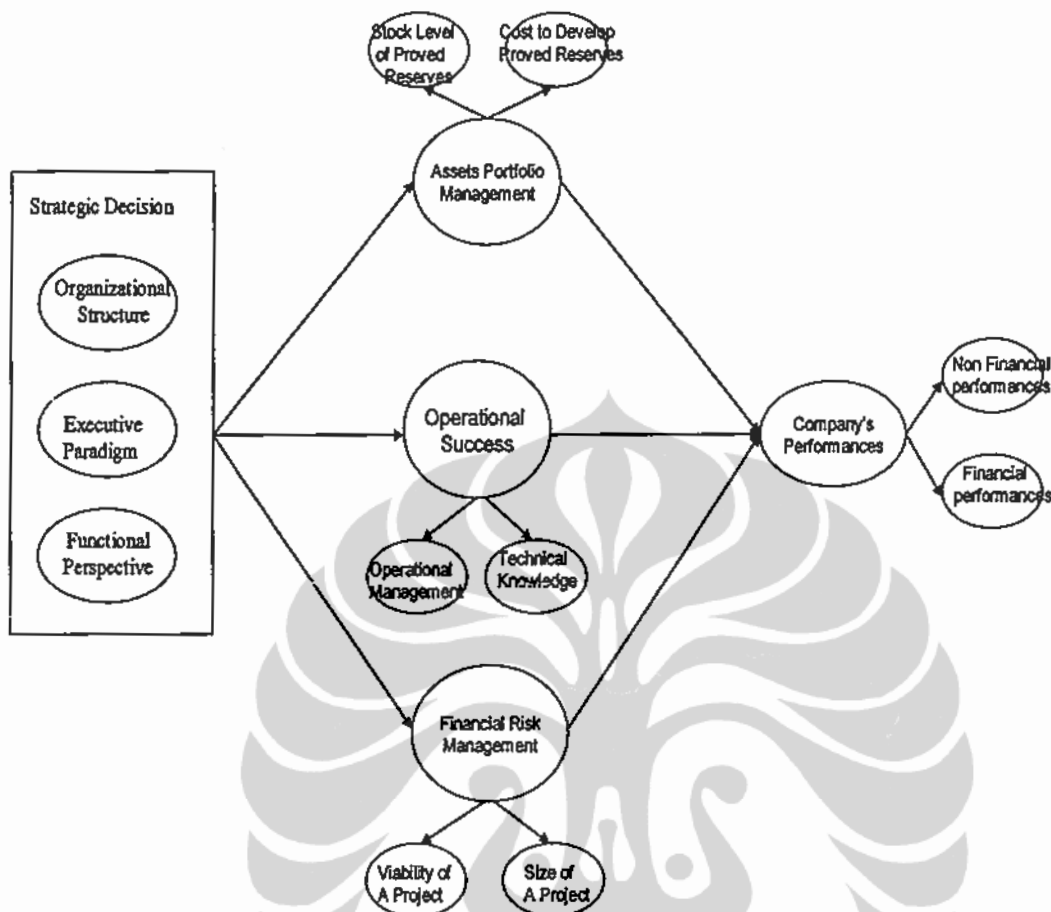 Stock Level
of Proved
Reserves
Cost to Develop
Proved Reserves
Assets Portfolio
Management
Strategic Decision
Organizational
Structure
Executive
Paradigm
Functional
Perspective
Operational
Success
Operational
Management
Technical
Knowledge
Financial Risk
Management
Viability of
A Project
Size of
A Project
Company's
Performances
Non Financial
performances
Financial
performances